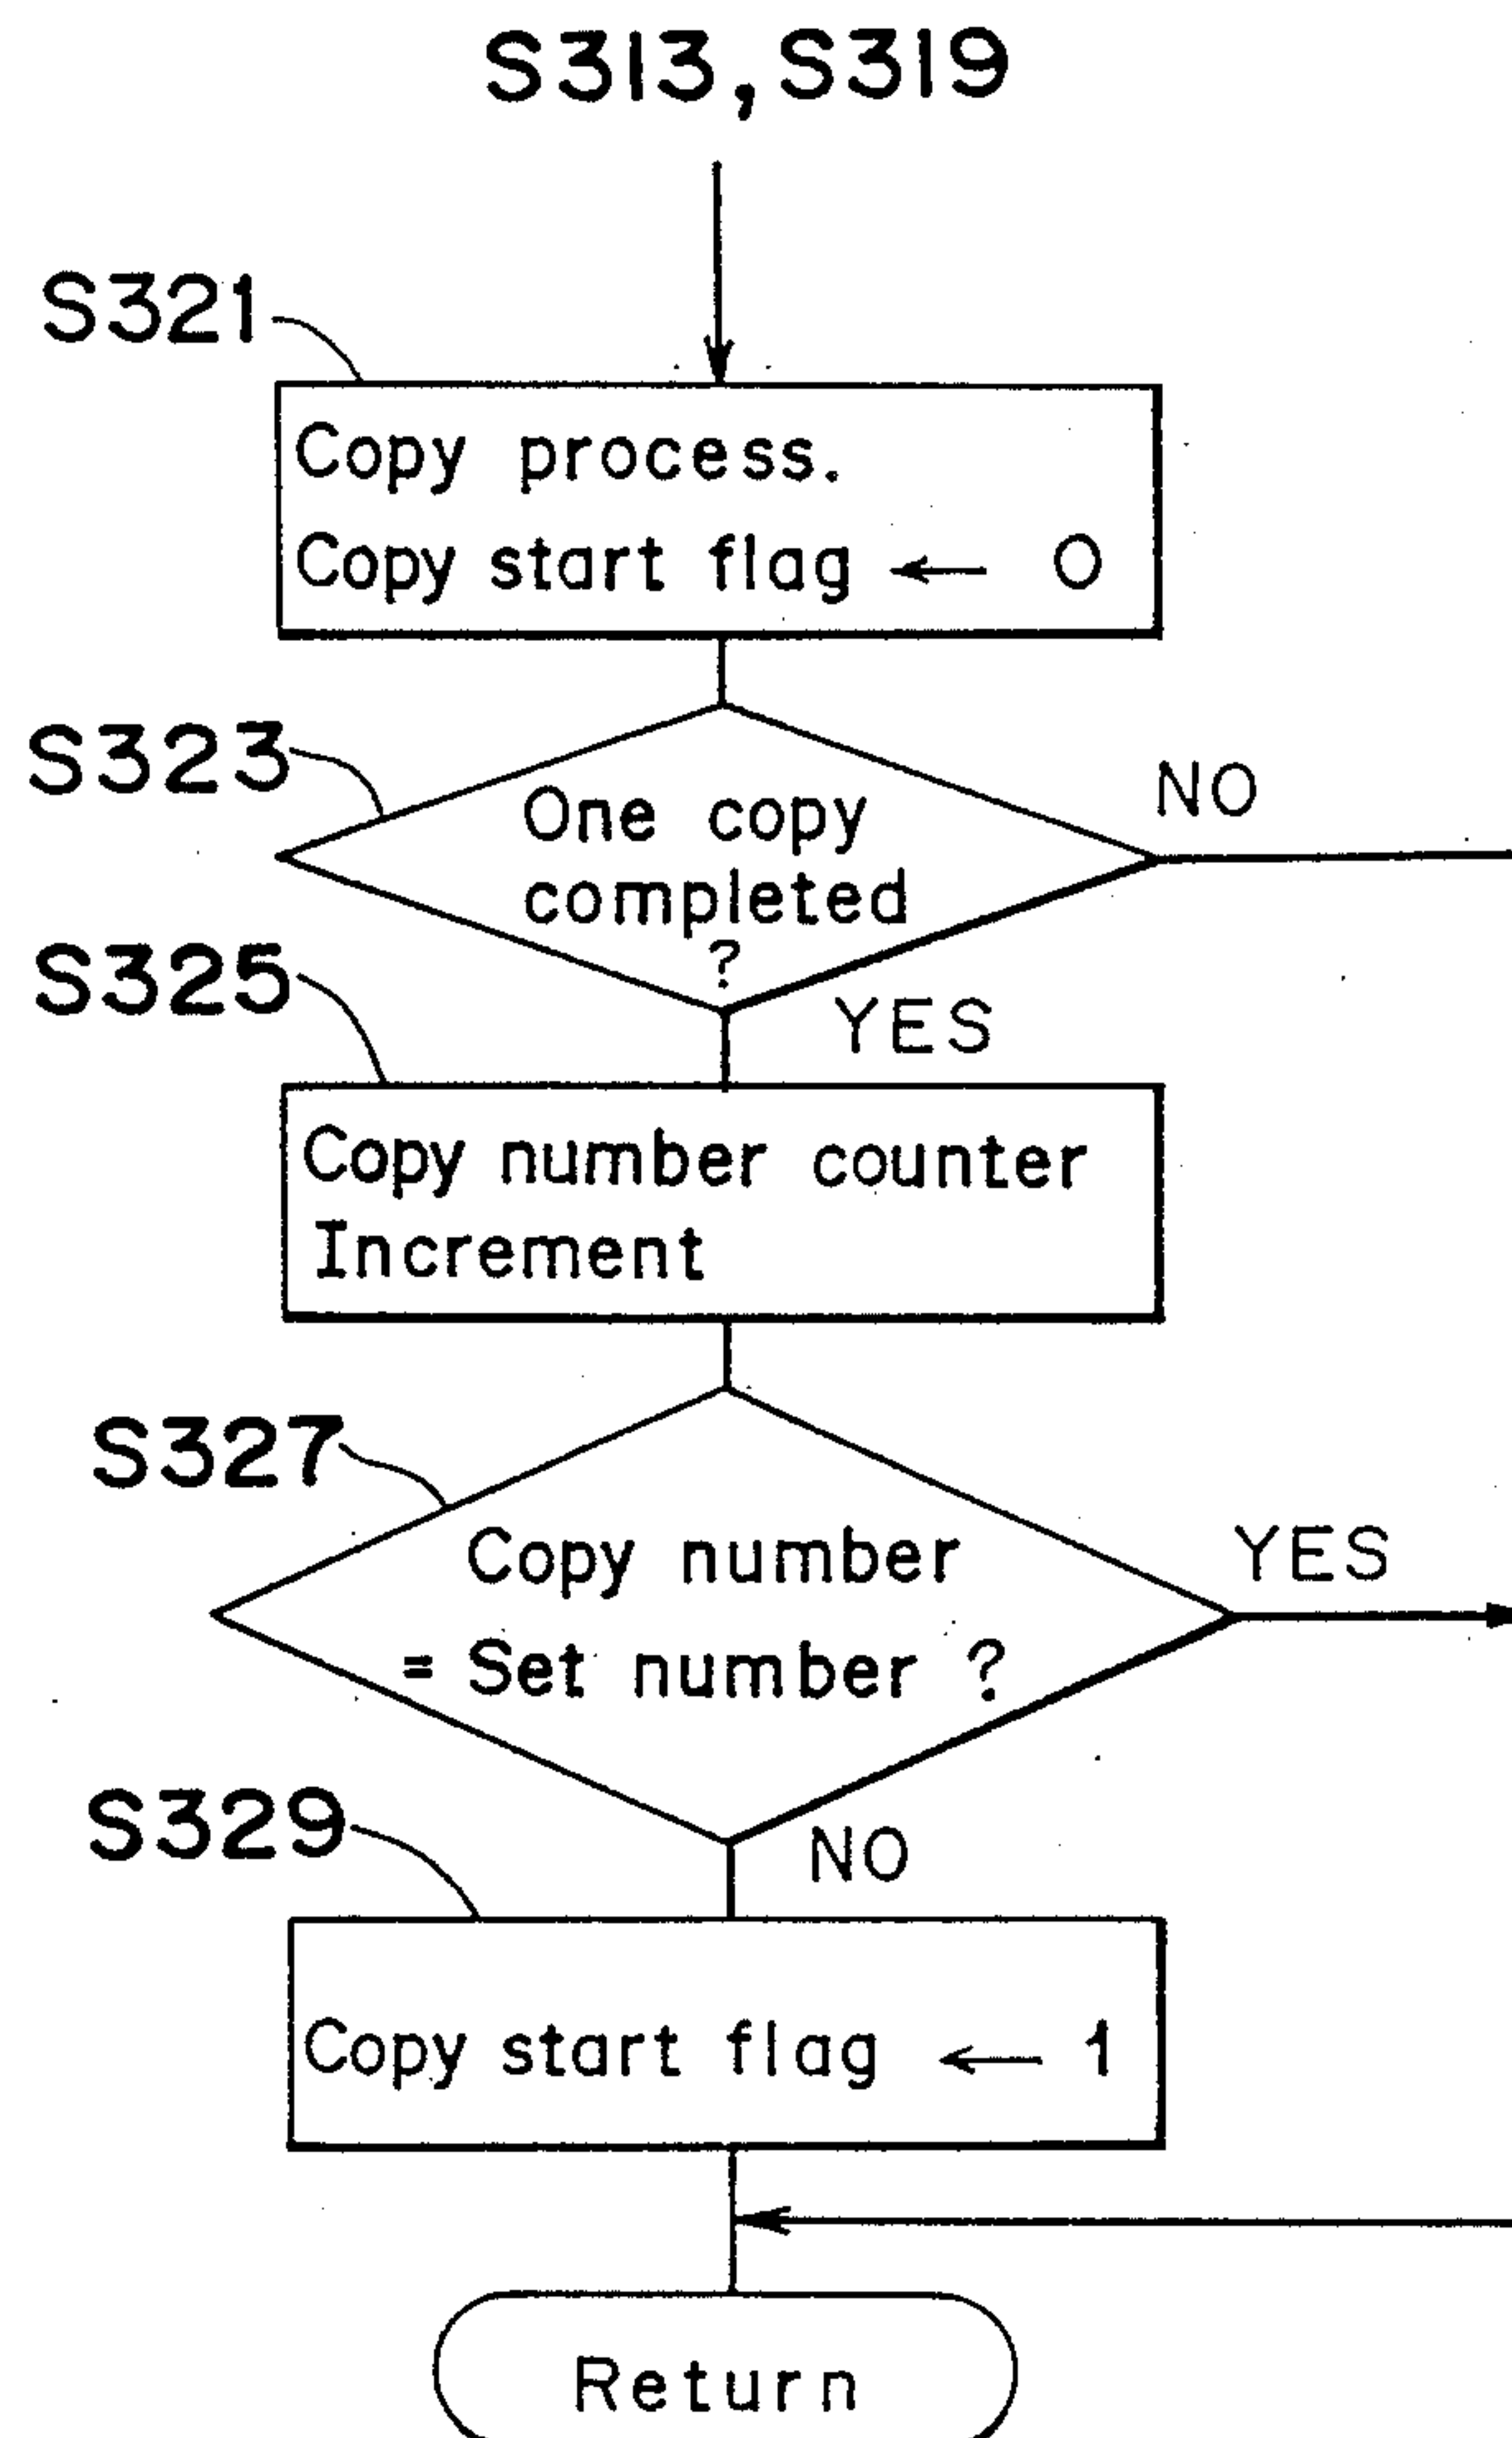 S313, S319
S321
Copy process.
Copy start flag ← 0
S323
One copy
completed
?
NO
YES
S325
Copy number counter
Increment
S327
Copy number
= Set number ?
YES
NO
S329
Copy start flag ← 1
Return